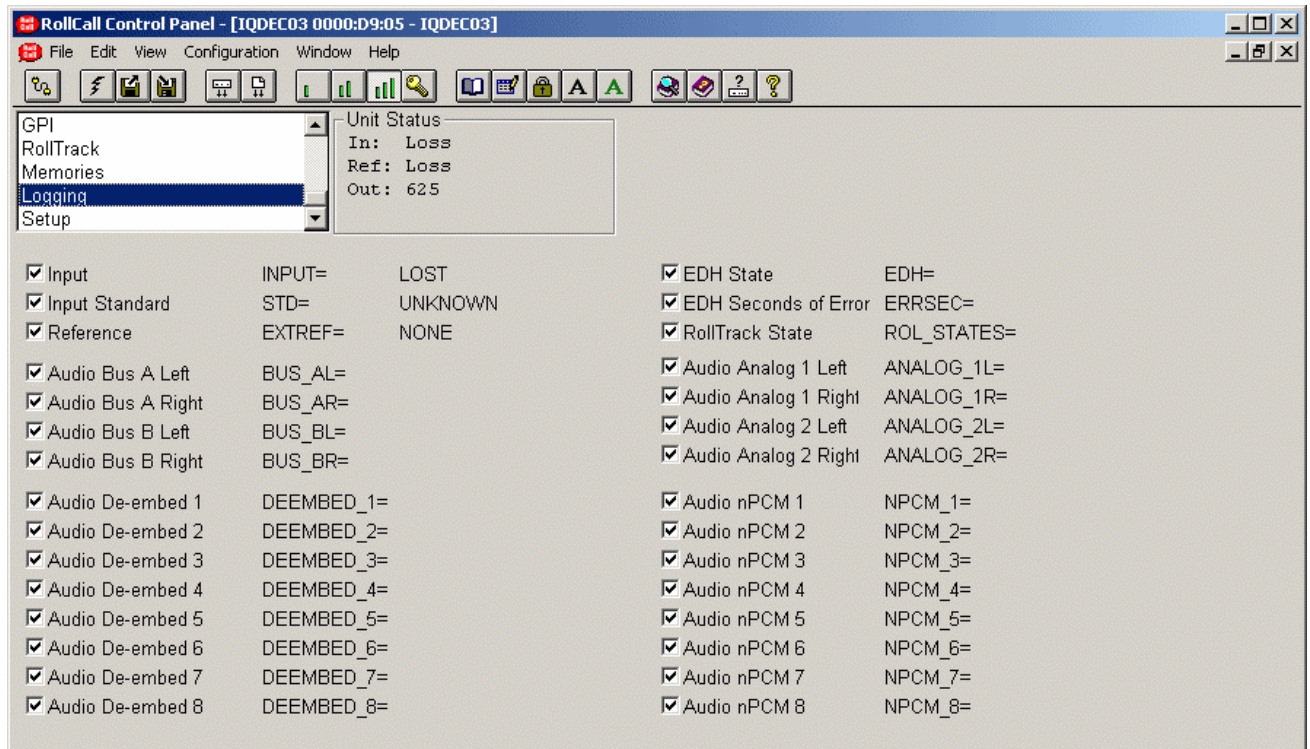 RollCall Control Panel - [IQDEC03 0000:D9:05 - IQDEC03]
File Edit View Configuration Window Help
GPI
RollTrack
Memories
Logging
Setup
Unit Status
In: Loss
Ref: Loss
Out: 625
Input INPUT= LOST
Input Standard STD= UNKNOWN
Reference EXTREF= NONE
Audio Bus A Left BUS_AL=
Audio Bus A Right BUS_AR=
Audio Bus B Left BUS_BL=
Audio Bus B Right BUS_BR=
Audio De-embed 1 DEEMBED_1=
Audio De-embed 2 DEEMBED_2=
Audio De-embed 3 DEEMBED_3=
Audio De-embed 4 DEEMBED_4=
Audio De-embed 5 DEEMBED_5=
Audio De-embed 6 DEEMBED_6=
Audio De-embed 7 DEEMBED_7=
Audio De-embed 8 DEEMBED_8=
EDH State EDH=
EDH Seconds of Error ERRSEC=
RollTrack State ROL_STATES=
Audio Analog 1 Left ANALOG_1L=
Audio Analog 1 Right ANALOG_1R=
Audio Analog 2 Left ANALOG_2L=
Audio Analog 2 Right ANALOG_2R=
Audio nPCM 1 NPCM_1=
Audio nPCM 2 NPCM_2=
Audio nPCM 3 NPCM_3=
Audio nPCM 4 NPCM_4=
Audio nPCM 5 NPCM_5=
Audio nPCM 6 NPCM_6=
Audio nPCM 7 NPCM_7=
Audio nPCM 8 NPCM_8=